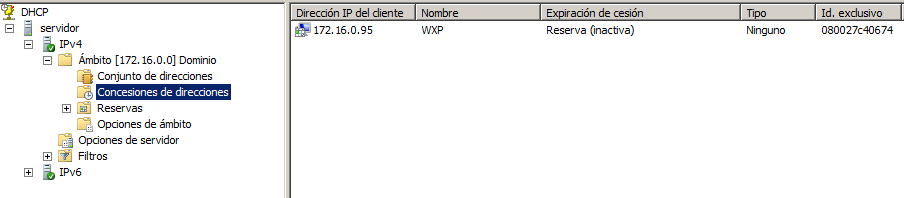 DHCP
servidor
IPv4
Ámbito [172.16.0.0] Dominio
Conjunto de direcciones
Concesiones de direcciones
Reservas
Opciones de ámbito
Opciones de servidor
Filtros
IPv6
Dirección IP del cliente Nombre Expiración de cesión Tipo Id. exclusivo
172.16.0.95 WXP Reserva (inactiva) Ninguno 080027c40674